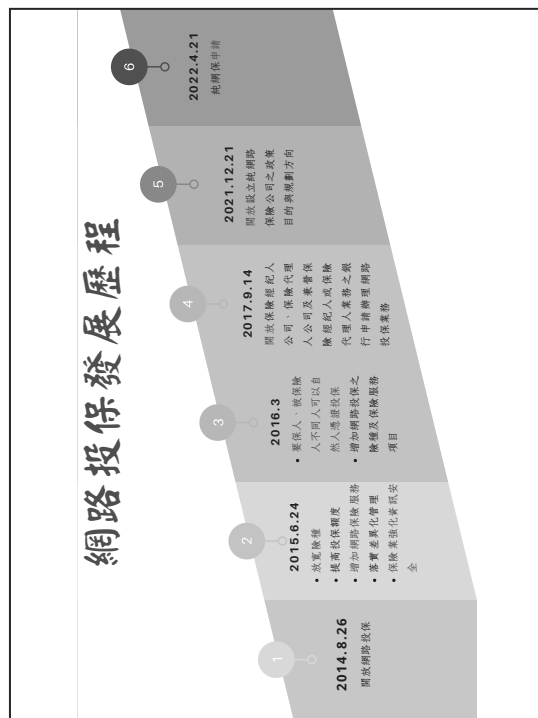 網路投保發展歷程
1
2014.8.26
開放網路投保
2
2015.6.24
• 放寬險種
• 提高投保額度
• 增加網路保險服務
• 落實差異化管理
• 保險業強化資訊安
全
3
2016.3
• 要保人、被保險
人不同人可以自
然人憑證投保
• 增加網路投保之
險種及保險服務
項目
4
2017.9.14
開放保險經紀人
公司、保險代理
人公司及兼營保
險經紀人或保險
代理人業務之銀
行申請辦理網路
投保業務
5
2021.12.21
開放設立純網路
保險公司之政策
目的與規劃方向
6
2022.4.21
純網保申請